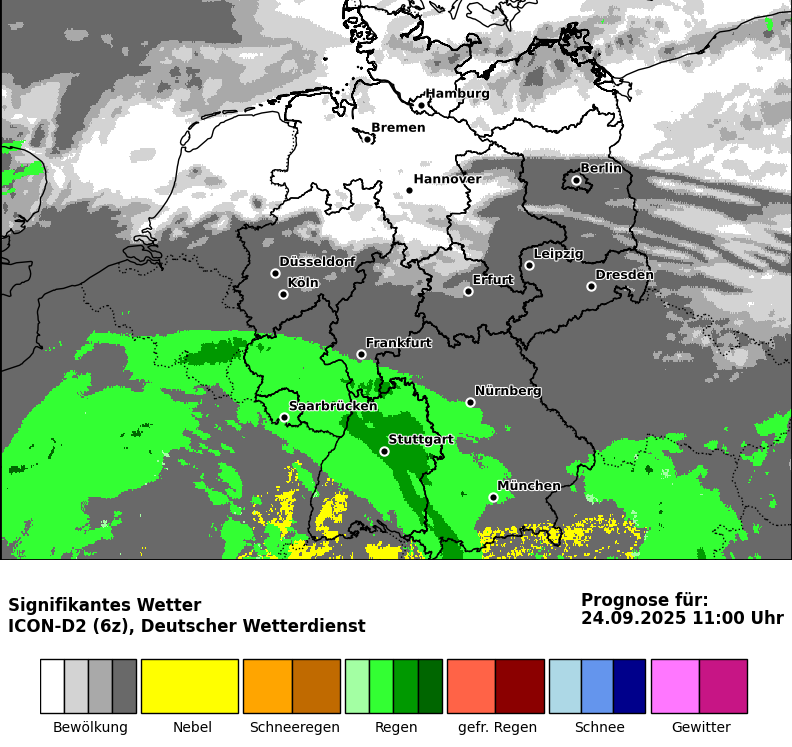 Hamburg
Bremen
Berlin
Hannover
Leipzig
Düsseldorf
Dresden
Erfurt
Köln
Frankfurt
Nürnberg
Saarbrücken
Stuttgart
München
Signifikantes Wetter
ICON-D2 (6z), Deutscher Wetterdienst
Prognose für:
24.09.2025 11:00 Uhr
Bewölkung Nebel Schneeregen Regen gefr. Regen Schnee Gewitter